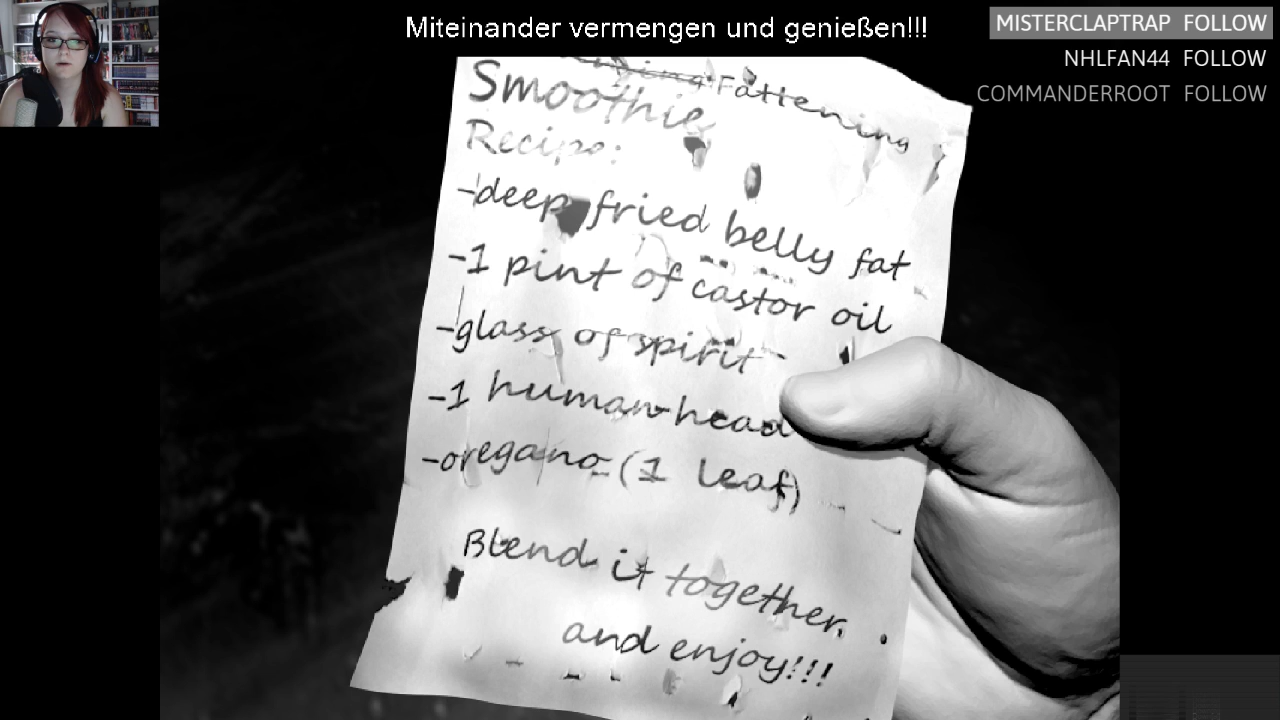 Miteinander vermengen und genießen!!!
MISTERCLAPTRAP FOLLOW
NHLFAN44 FOLLOW
COMMANDERROOT FOLLOW
Fattening
Smoothie
Recipe:
-deep fried belly fat
-1 pint of castor oil
-glass of spirit
-1 human head
-oregano (1 leaf)
Blend it together
and enjoy!!!